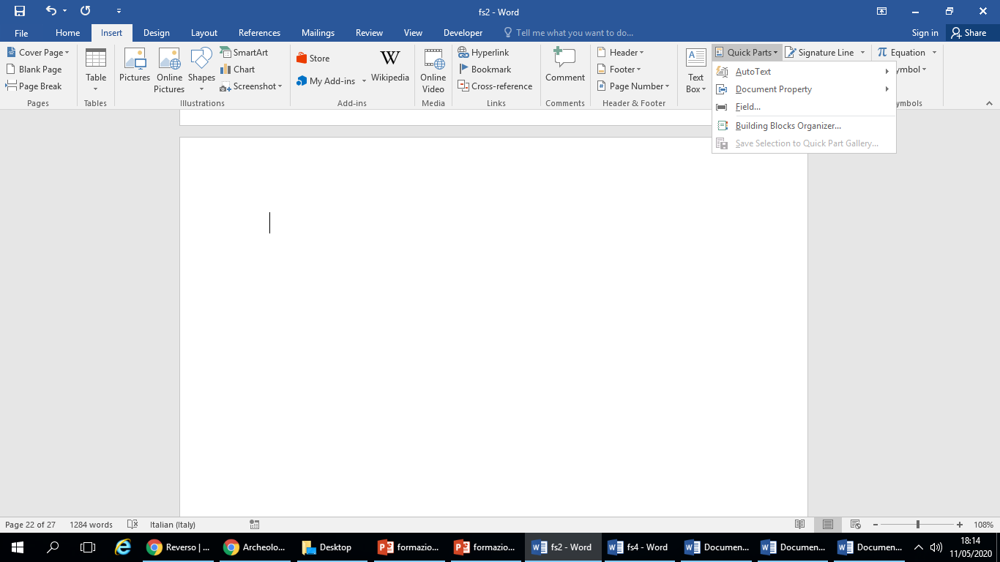 fs2 - Word
File Home Insert Design Layout References Mailings Review View Developer Tell me what you want to do... Sign in Share
Cover Page
Blank Page
Page Break
Pages
Table
Tables
Pictures
Online Pictures
Shapes
SmartArt
Chart
Screenshot
Illustrations
Store
My Add-ins
W
Wikipedia
Add-ins
Online Video
Media
Hyperlink
Bookmark
Cross-reference
Links
Comment
Comments
Header
Footer
Page Number
Header & Footer
A
Text Box
Quick Parts
Signature Line
π Equation
ymbol
ymbols
AutoText
Document Property
Field...
Building Blocks Organizer...
Save Selection to Quick Part Gallery...
Page 22 of 27 1284 words Italian (Italy) 108%
Reverso | ... Archeolo... Desktop formazio... formazio... fs2 - Word fs4 - Word Documen... Documen... Documen...
18:14
11/05/2020